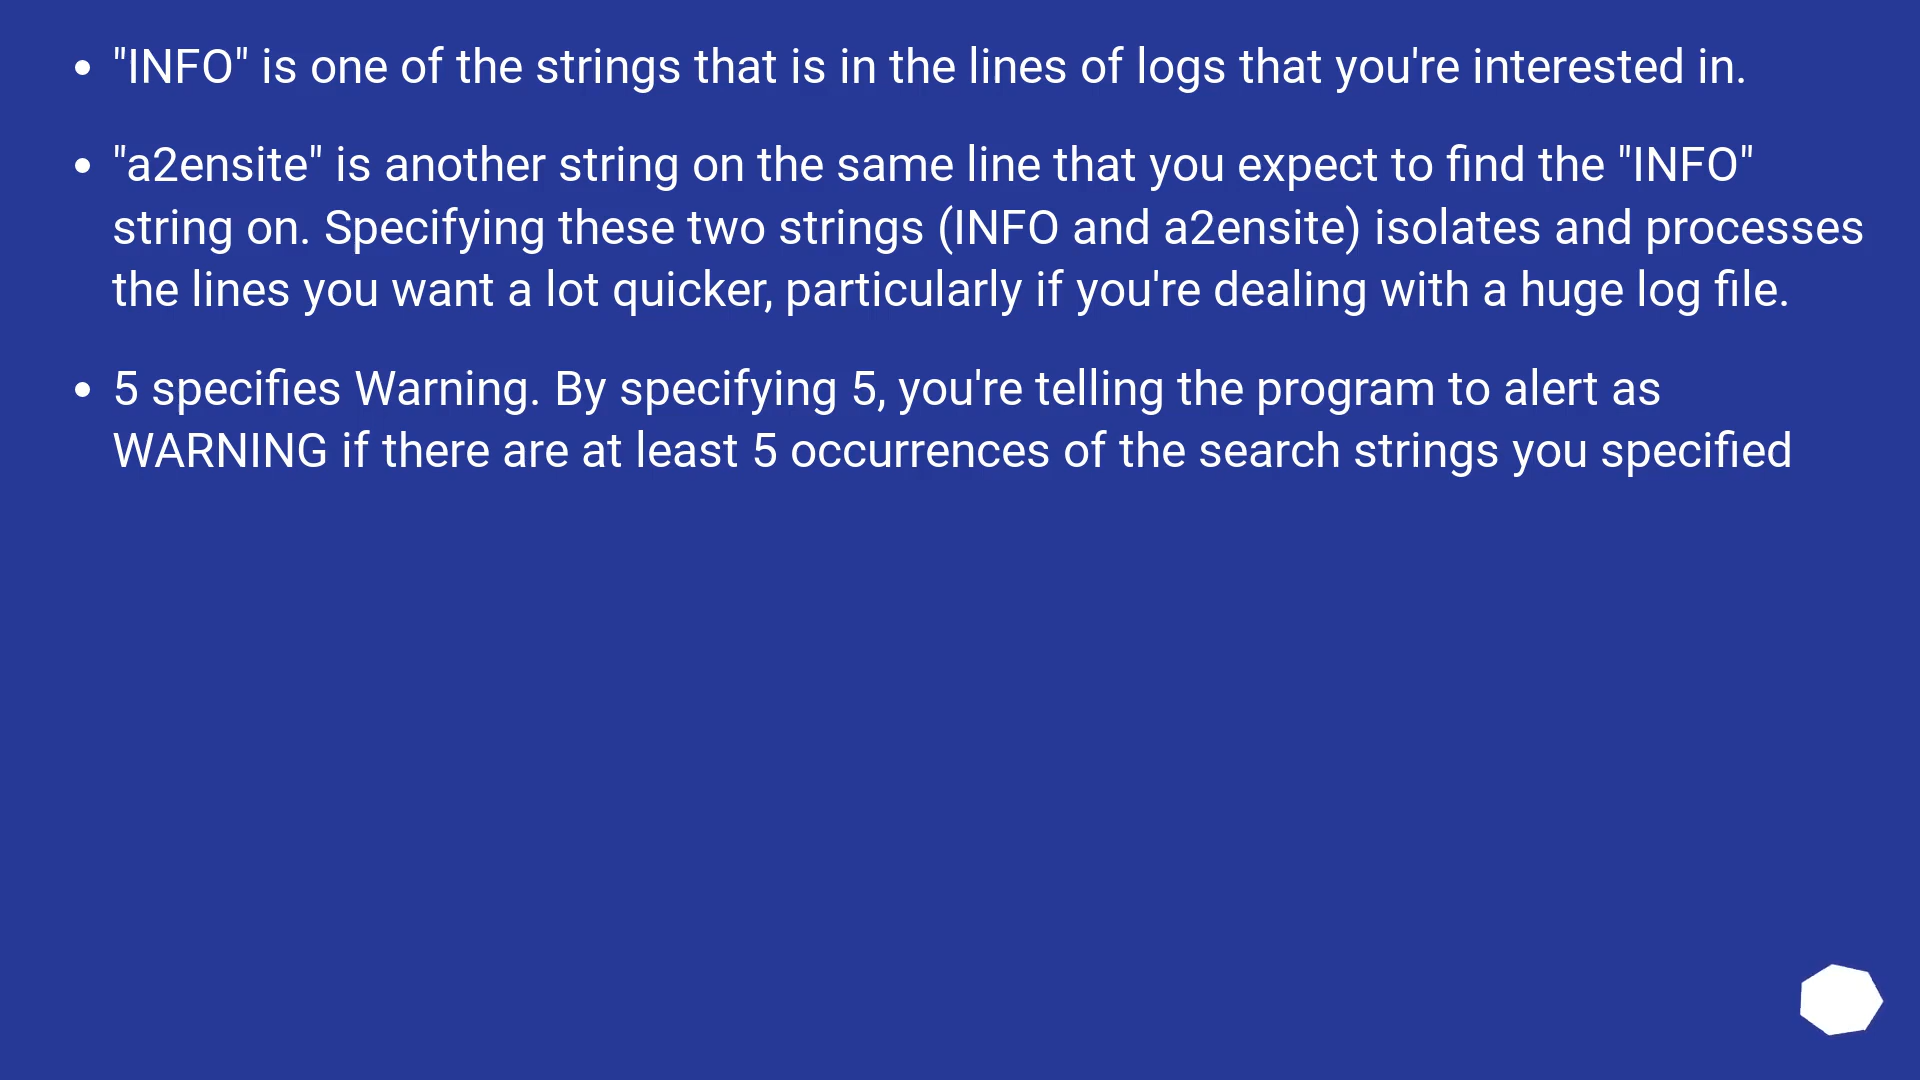 • "INFO" is one of the strings that is in the lines of logs that you're interested in.
• "a2ensite" is another string on the same line that you expect to find the "INFO"
string on. Specifying these two strings (INFO and a2ensite) isolates and processes
the lines you want a lot quicker, particularly if you're dealing with a huge log file.
• 5 specifies Warning. By specifying 5, you're telling the program to alert as
WARNING if there are at least 5 occurrences of the search strings you specified